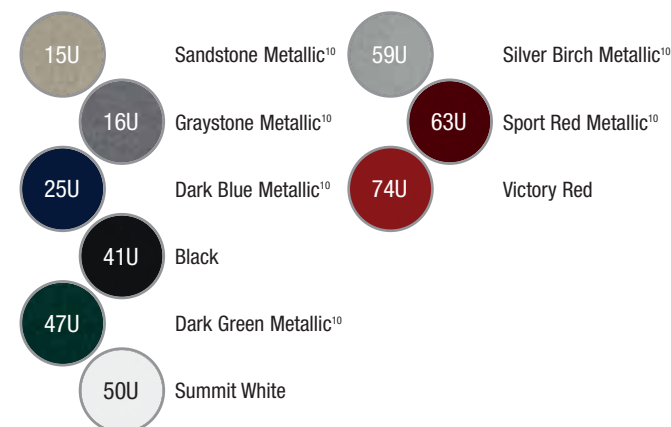 15U Sandstone Metallic¹⁰
16U Graystone Metallic¹⁰
25U Dark Blue Metallic¹⁰
41U Black
47U Dark Green Metallic¹⁰
50U Summit White
59U Silver Birch Metallic¹⁰
63U Sport Red Metallic¹⁰
74U Victory Red